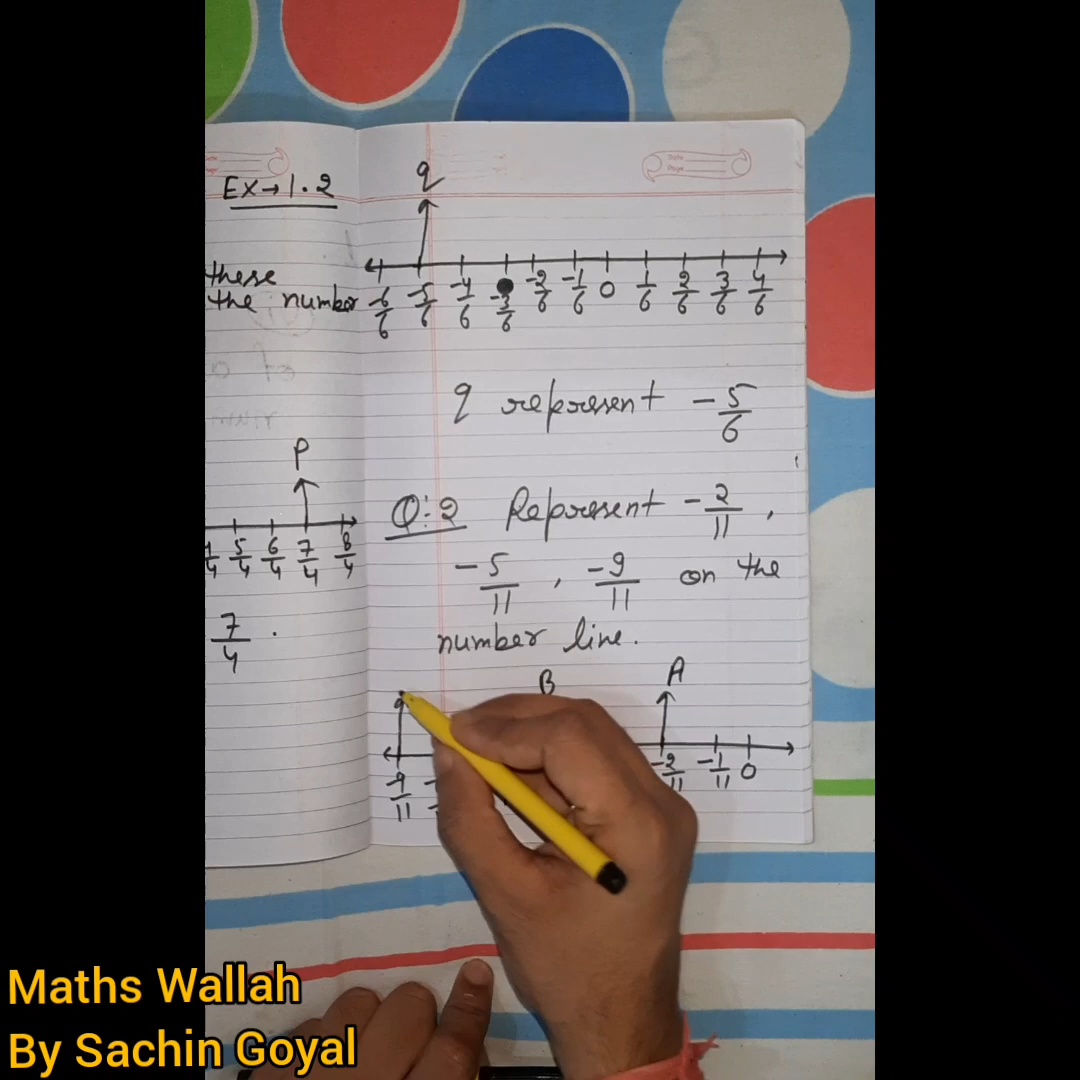 Ex→1.2
these
the number
P
5/4 6/4 7/4 8/4
7/4 .
q
-6/6 -5/6 -4/6 -3/6 -2/6 -1/6 0 1/6 2/6 3/6 4/6
q represent -5/6
Q:2 Represent -2/11 ,
-5/11 , -9/11 on the
number line.
B A
-9/11 -2/11 -1/11 0
Maths Wallah
By Sachin Goyal